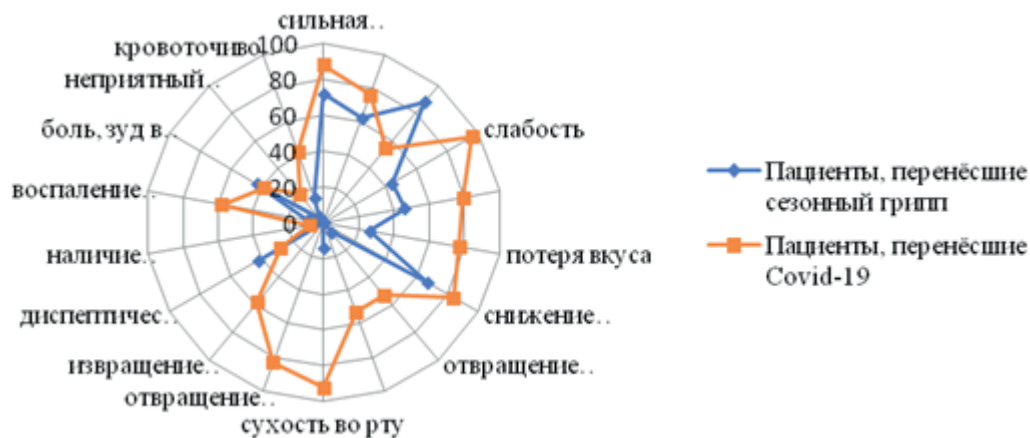 сильная..
кровоточиво..
неприятный..
боль, зуд в..
воспаление..
наличие..
диспептичес..
извращение..
отвращение..
сухость во рту
отвращение..
снижение..
потеря вкуса
слабость
100
80
60
40
20
0
Пациенты, перенёсшие
сезонный грипп
Пациенты, перенёсшие
Covid-19